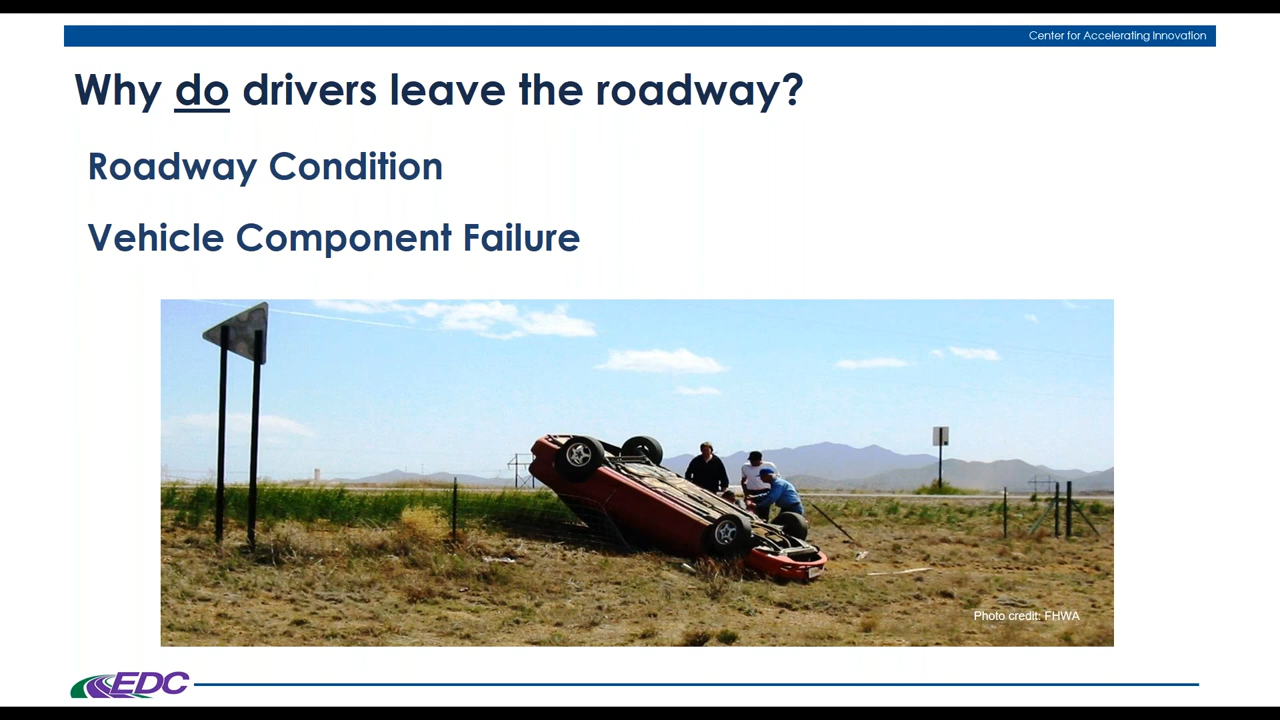 Center for Accelerating Innovation
Why do drivers leave the roadway?
Roadway Condition
Vehicle Component Failure
Photo credit: FHWA
EDC